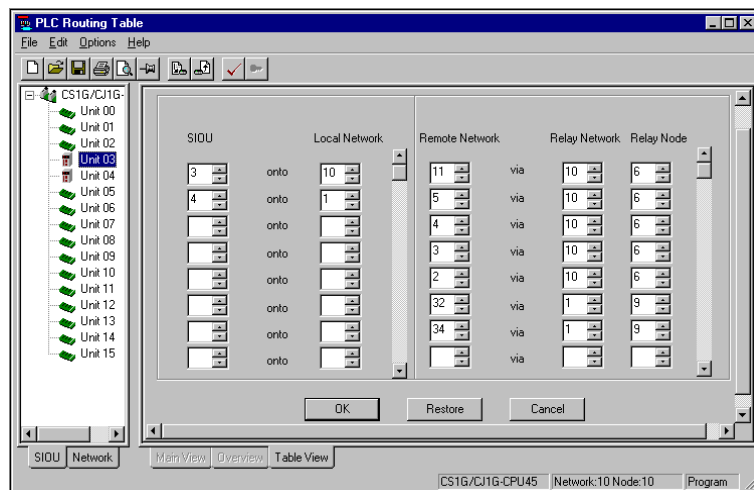 PLC Routing Table
File Edit Options Help
CS1G/CJ1G-
Unit 00
Unit 01
Unit 02
Unit 03
Unit 04
Unit 05
Unit 06
Unit 07
Unit 08
Unit 09
Unit 10
Unit 11
Unit 12
Unit 13
Unit 14
Unit 15
SIOU Network
SIOU Local Network Remote Network Relay Network Relay Node
3 onto 10 11 via 10 6
4 onto 1 5 via 10 6
onto 4 via 10 6
onto 3 via 10 6
onto 2 via 10 6
onto 32 via 1 9
onto 34 via 1 9
onto via
OK Restore Cancel
Main View Overview Table View
CS1G/CJ1G-CPU45 Network:10 Node:10 Program